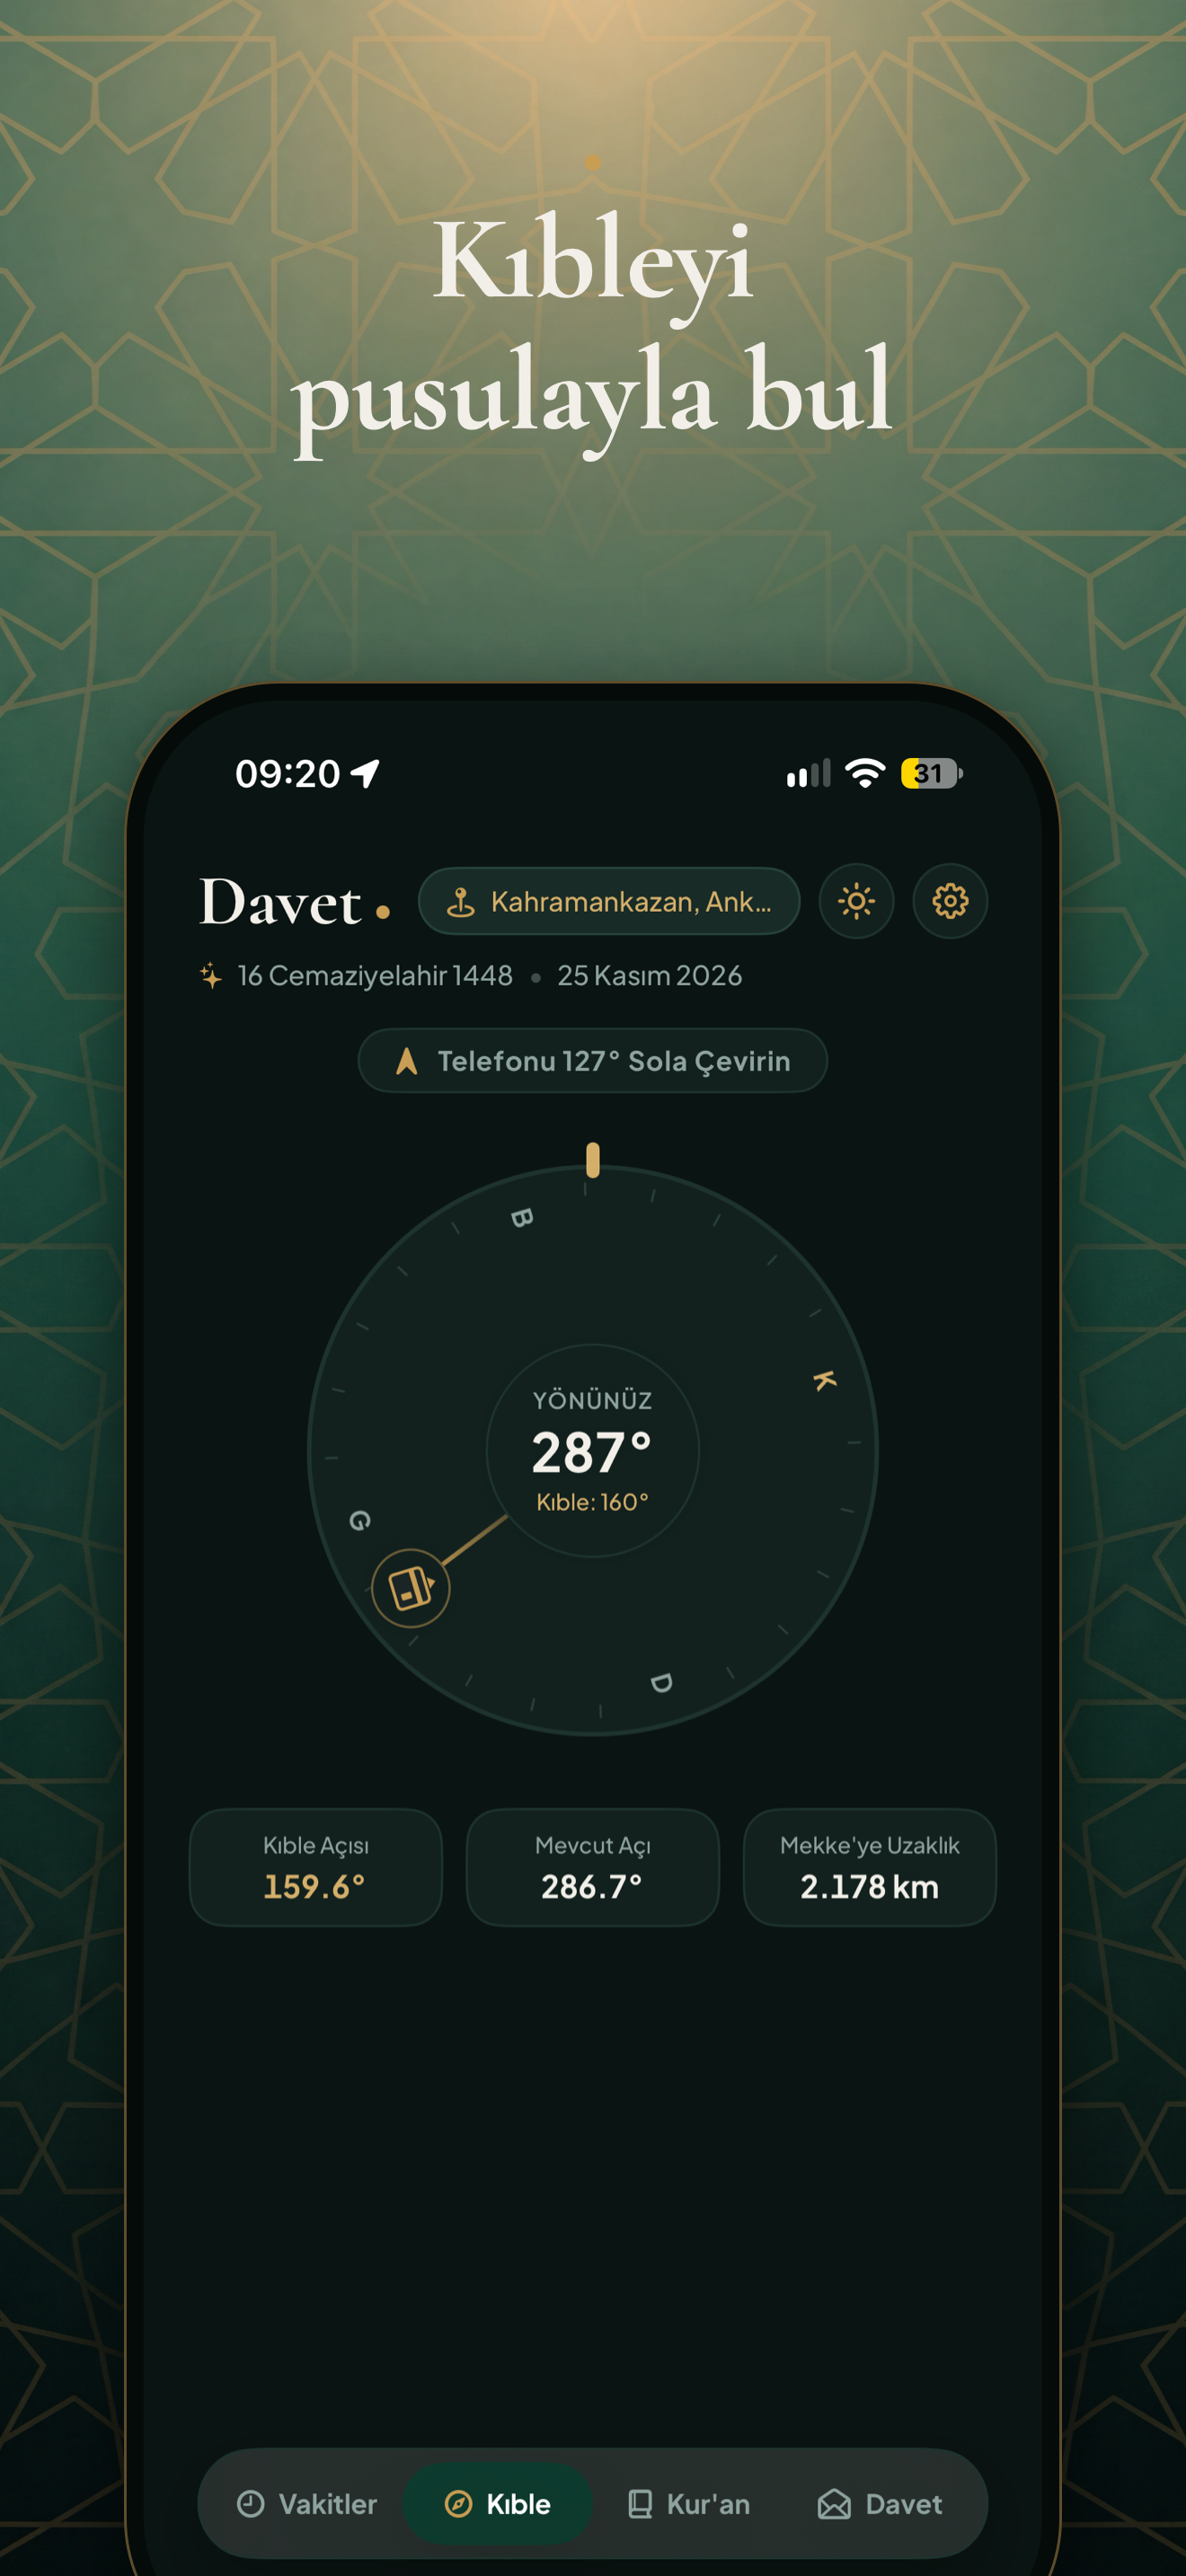 Kıbleyi
pusulayla bul
09:20
31
Davet
Kahramankazan, Ank...
16 Cemaziyelahir 1448 • 25 Kasım 2026
Telefonu 127° Sola Çevirin
B
K
YÖNÜNÜZ
287°
Kıble: 160°
G
D
Kıble Açısı
159.6°
Mevcut Açı
286.7°
Mekke'ye Uzaklık
2.178 km
Vakitler
Kıble
Kur'an
Davet